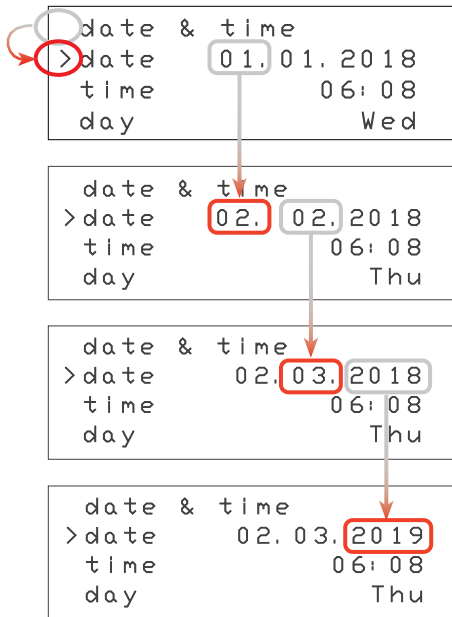 date & time
>date 01.01.2018
time 06:08
day Wed
date & time
>date 02. 02.2018
time 06:08
day Thu
date & time
>date 02.03.2018
time 06:08
day Thu
date & time
>date 02.03.2019
time 06:08
day Thu